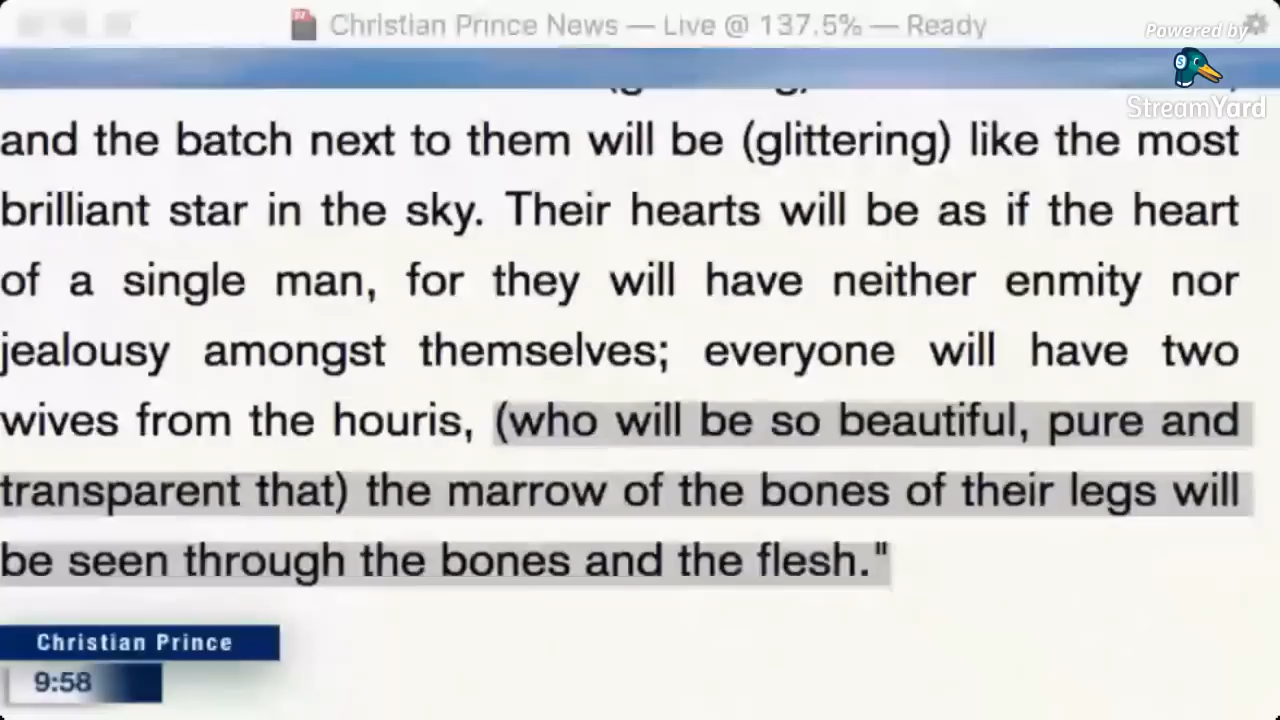 Christian Prince News — Live @ 137.5% — Ready
Powered by
StreamYard
and the batch next to them will be (glittering) like the most
brilliant star in the sky. Their hearts will be as if the heart
of a single man, for they will have neither enmity nor
jealousy amongst themselves; everyone will have two
wives from the houris, (who will be so beautiful, pure and
transparent that) the marrow of the bones of their legs will
be seen through the bones and the flesh."
Christian Prince
9:58